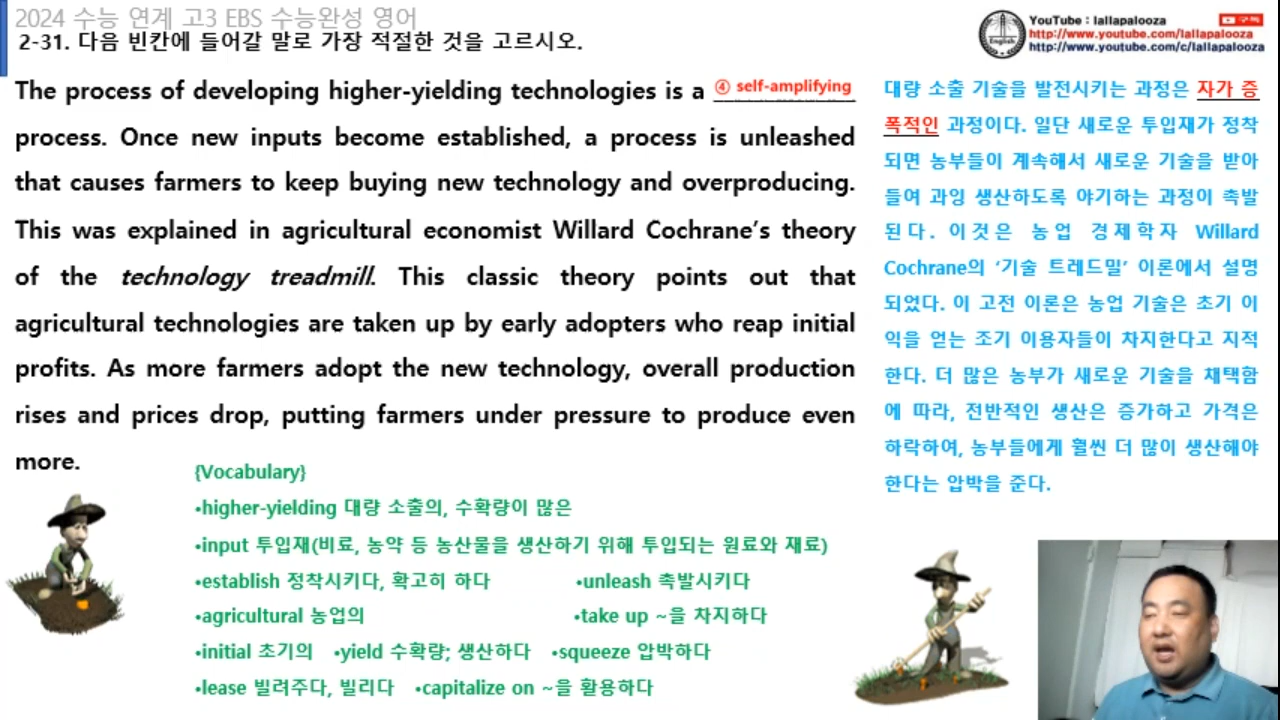 2024 수능 연계 고3 EBS 수능완성 영어
2-31. 다음 빈칸에 들어갈 말로 가장 적절한 것을 고르시오.
YouTube : lallapalooza
구독
http://www.youtube.com/lallapalooza
http://www.youtube.com/c/lallapalooza
English
The process of developing higher-yielding technologies is a ④ self-amplifying
process. Once new inputs become established, a process is unleashed
that causes farmers to keep buying new technology and overproducing.
This was explained in agricultural economist Willard Cochrane's theory
of the technology treadmill. This classic theory points out that
agricultural technologies are taken up by early adopters who reap initial
profits. As more farmers adopt the new technology, overall production
rises and prices drop, putting farmers under pressure to produce even
more.
대량 소출 기술을 발전시키는 과정은 자가 증
폭적인 과정이다. 일단 새로운 투입재가 정착
되면 농부들이 계속해서 새로운 기술을 받아
들여 과잉 생산하도록 야기하는 과정이 촉발
된다. 이것은 농업 경제학자 Willard
Cochrane의 ‘기술 트레드밀’ 이론에서 설명
되었다. 이 고전 이론은 농업 기술은 초기 이
익을 얻는 조기 이용자들이 차지한다고 지적
한다. 더 많은 농부가 새로운 기술을 채택함
에 따라, 전반적인 생산은 증가하고 가격은
하락하여, 농부들에게 훨씬 더 많이 생산해야
한다는 압박을 준다.
{Vocabulary}
•higher-yielding 대량 소출의, 수확량이 많은
•input 투입재(비료, 농약 등 농산물을 생산하기 위해 투입되는 원료와 재료)
•establish 정착시키다, 확고히 하다 •unleash 촉발시키다
•agricultural 농업의 •take up ~을 차지하다
•initial 초기의 •yield 수확량; 생산하다 •squeeze 압박하다
•lease 빌려주다, 빌리다 •capitalize on ~을 활용하다